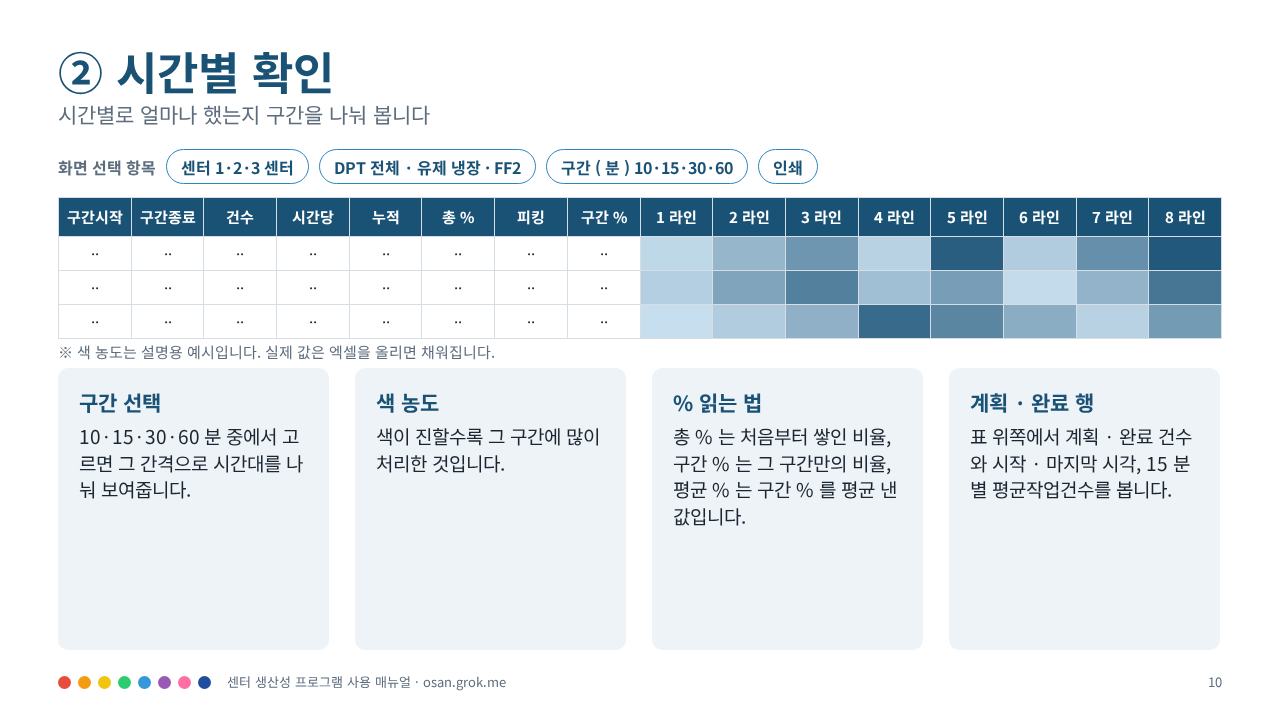 ② 시간별 확인
시간별로 얼마나 했는지 구간을 나눠 봅니다
화면 선택 항목 센터 1·2·3 센터 DPT 전체 · 유제 냉장 · FF2 구간 ( 분 ) 10·15·30·60 인쇄
구간시작 구간종료 건수 시간당 누적 총 % 피킹 구간 % 1 라인 2 라인 3 라인 4 라인 5 라인 6 라인 7 라인 8 라인
·· ·· ·· ·· ·· ·· ·· ··
·· ·· ·· ·· ·· ·· ·· ··
·· ·· ·· ·· ·· ·· ·· ··
※ 색 농도는 설명용 예시입니다. 실제 값은 엑셀을 올리면 채워집니다.
구간 선택
10·15·30·60 분 중에서 고
르면 그 간격으로 시간대를 나
눠 보여줍니다.
색 농도
색이 진할수록 그 구간에 많이
처리한 것입니다.
% 읽는 법
총 % 는 처음부터 쌓인 비율,
구간 % 는 그 구간만의 비율,
평균 % 는 구간 % 를 평균 낸
값입니다.
계획 · 완료 행
표 위쪽에서 계획 · 완료 건수
와 시작 · 마지막 시각, 15 분
별 평균작업건수를 봅니다.
센터 생산성 프로그램 사용 매뉴얼 · osan.grok.me
10